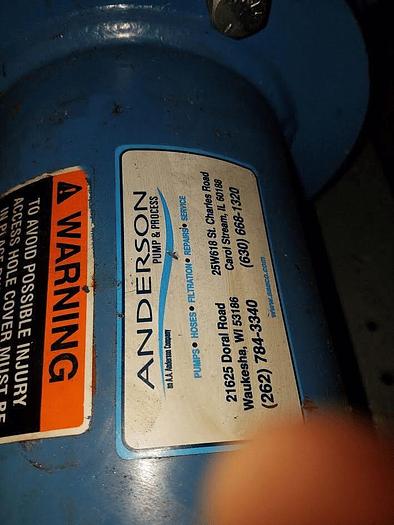 ANDERSON
PUMP & PROCESS
an A.A. Anderson Company
PUMPS • HOSES • FILTRATION • REPAIRS • SERVICE
21625 Doral Road
Waukesha, WI 53186
(262) 784-3340
25W618 St. Charles Road
Carol Stream, IL 60188
(630) 668-1320
WARNING
TO AVOID POSSIBLE INJURY
ACCESS HOLE COVER MUST BE
IN PLACE